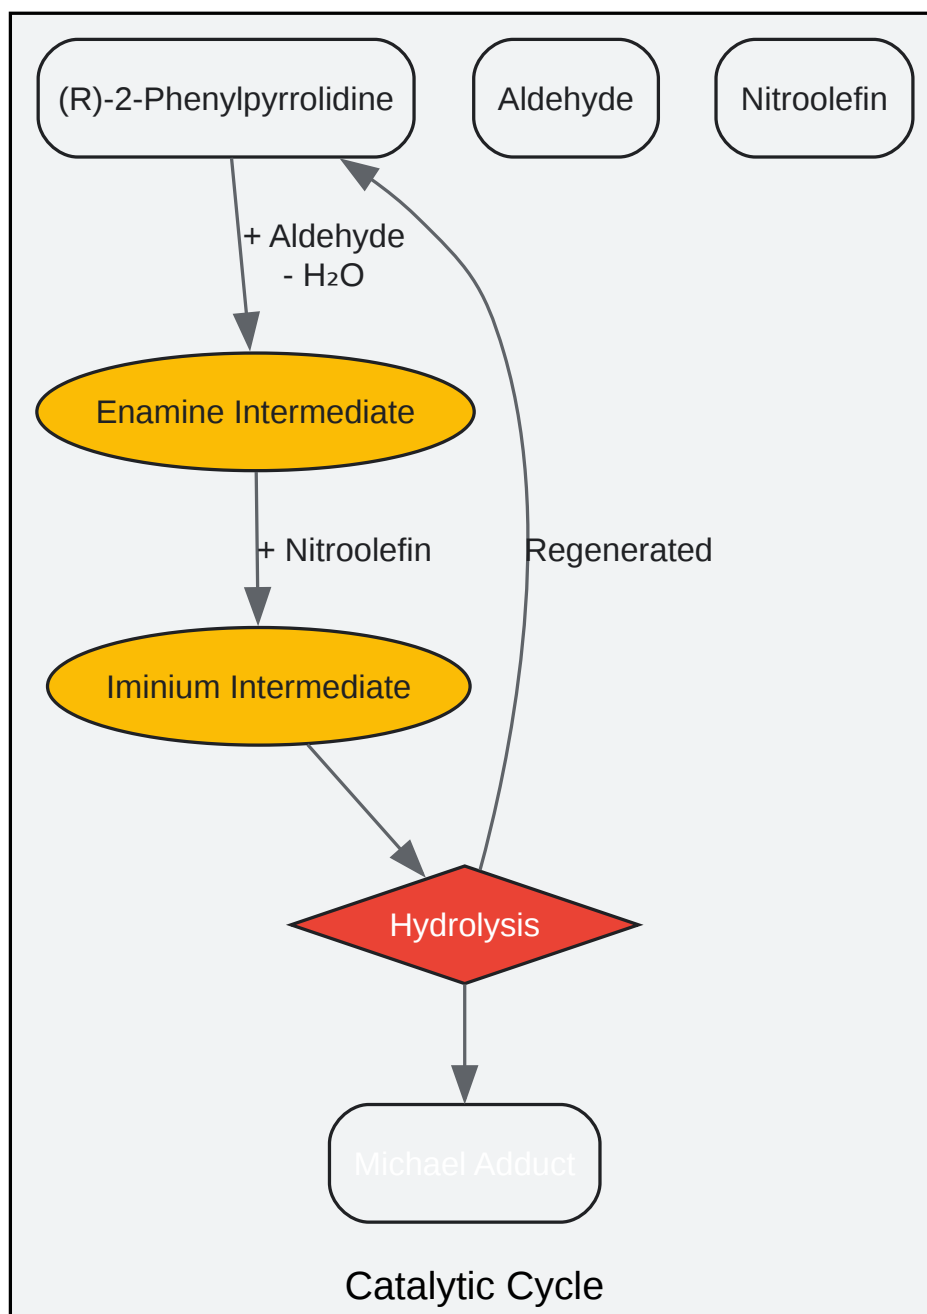 (R)-2-Phenylpyrrolidine
Aldehyde
Nitroolefin
+ Aldehyde
- H₂O
Enamine Intermediate
+ Nitroolefin
Regenerated
Iminium Intermediate
Hydrolysis
Michael Adduct
Catalytic Cycle